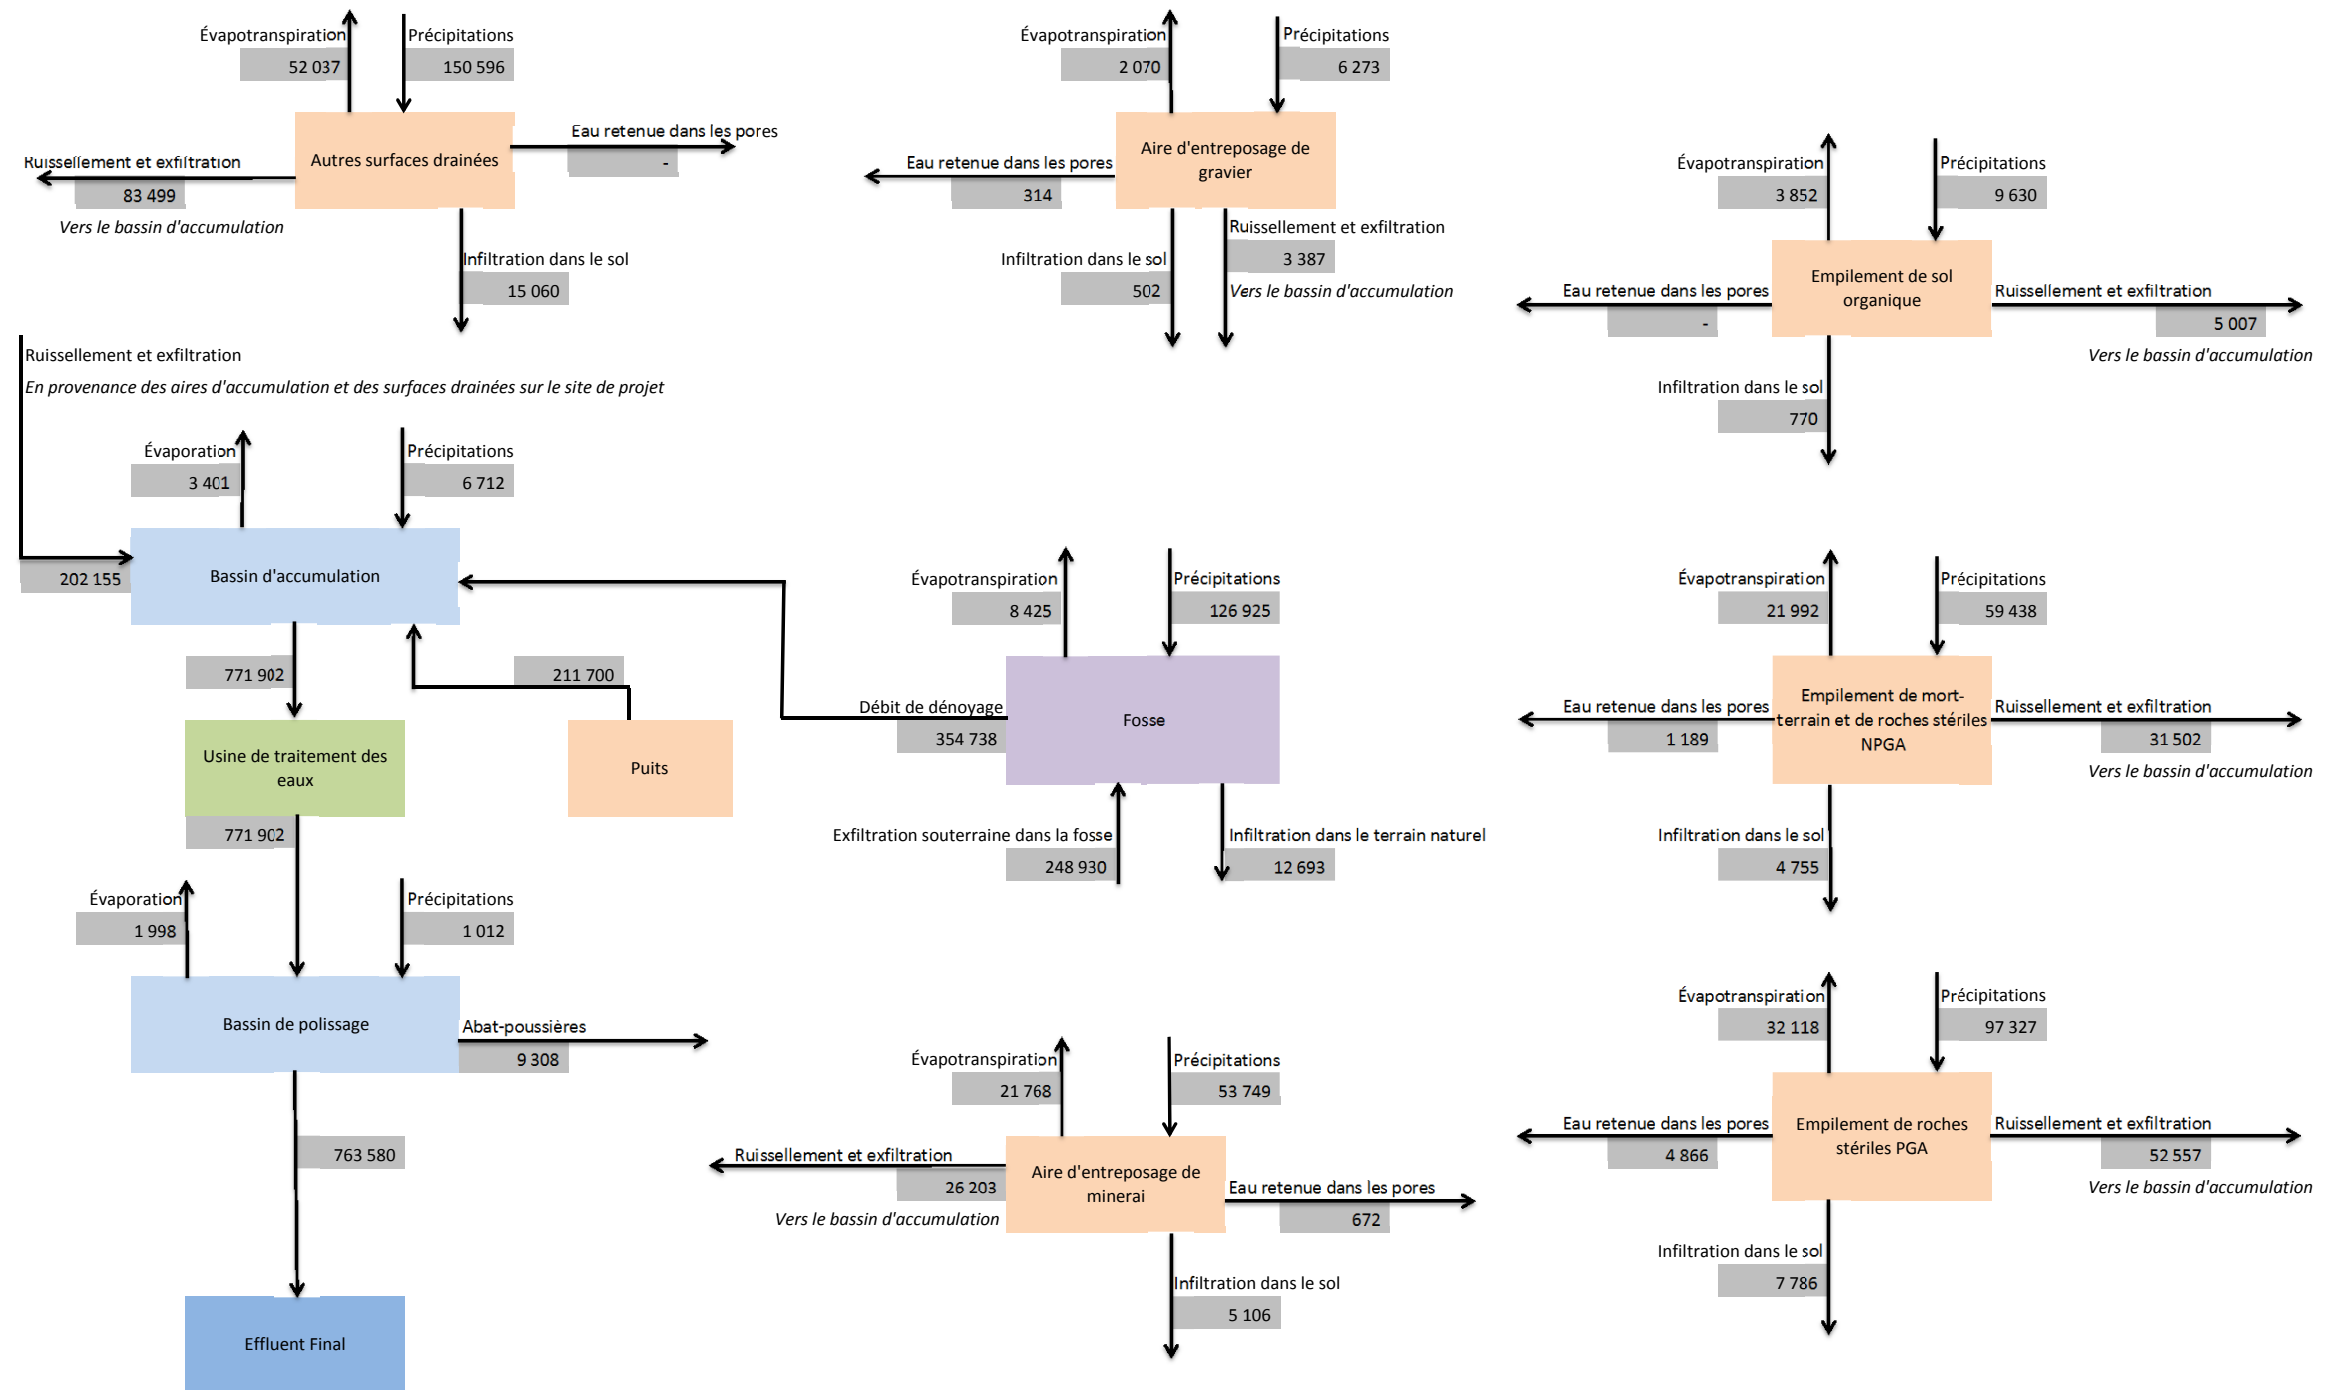 Évapotranspiration
52 037
Précipitations
150 596
Autres surfaces drainées
Eau retenue dans les pores
-
Ruissellement et exfiltration
83 499
Vers le bassin d'accumulation
Infiltration dans le sol
15 060
Évapotranspiration
2 070
Précipitations
6 273
Aire d'entreposage de
gravier
Eau retenue dans les pores
314
Infiltration dans le sol
502
Ruissellement et exfiltration
3 387
Vers le bassin d'accumulation
Évapotranspiration
3 852
Précipitations
9 630
Empilement de sol
organique
Eau retenue dans les pores
-
Ruissellement et exfiltration
5 007
Vers le bassin d'accumulation
Infiltration dans le sol
770
Ruissellement et exfiltration
En provenance des aires d'accumulation et des surfaces drainées sur le site de projet
Évaporation
3 401
Précipitations
6 712
202 155
Bassin d'accumulation
771 902
211 700
Usine de traitement des
eaux
Puits
771 902
Évaporation
1 998
Précipitations
1 012
Bassin de polissage
Abat-poussières
9 308
763 580
Effluent Final
Évapotranspiration
8 425
Précipitations
126 925
Débit de dénoyage
354 738
Fosse
Exfiltration souterraine dans la fosse
248 930
Infiltration dans le terrain naturel
12 693
Évapotranspiration
21 768
Précipitations
53 749
Ruissellement et exfiltration
26 203
Vers le bassin d'accumulation
Aire d'entreposage de
minerai
Eau retenue dans les pores
672
Infiltration dans le sol
5 106
Évapotranspiration
21 992
Précipitations
59 438
Eau retenue dans les pores
1 189
Empilement de mort-
terrain et de roches stériles
NPGA
Ruissellement et exfiltration
31 502
Vers le bassin d'accumulation
Infiltration dans le sol
4 755
Évapotranspiration
32 118
Précipitations
97 327
Eau retenue dans les pores
4 866
Empilement de roches
stériles PGA
Ruissellement et exfiltration
52 557
Vers le bassin d'accumulation
Infiltration dans le sol
7 786